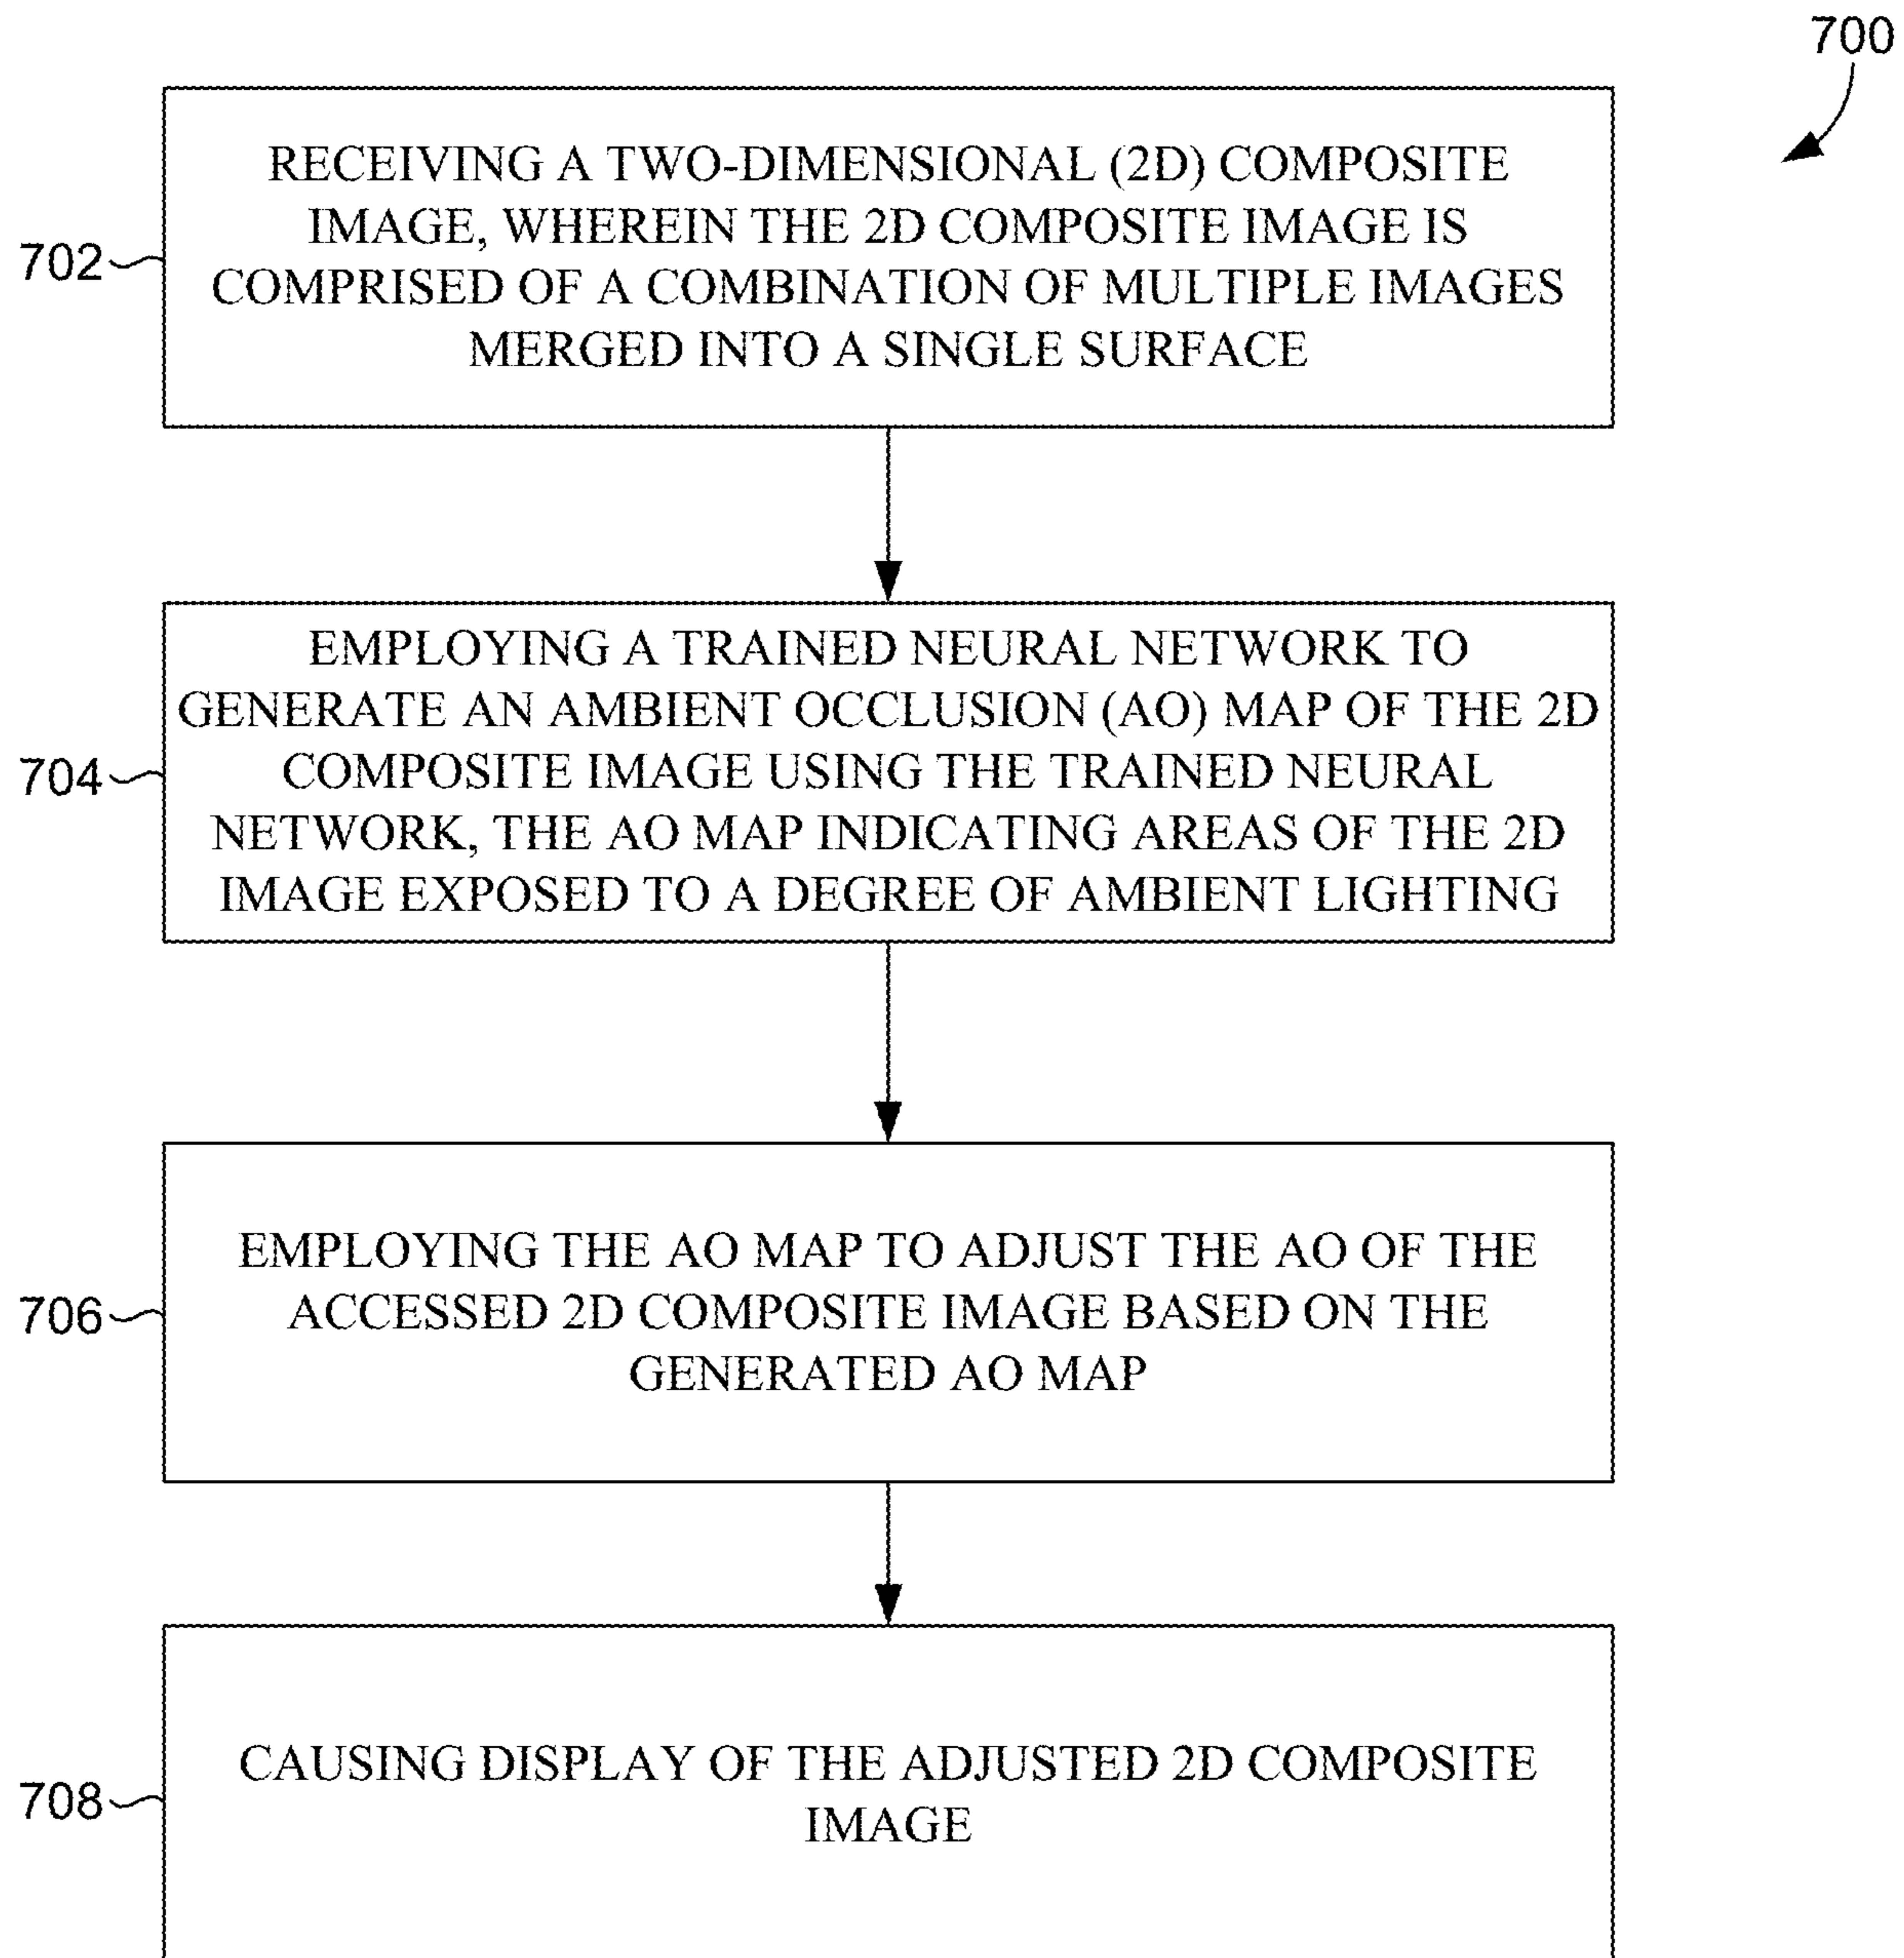 700
RECEIVING A TWO-DIMENSIONAL (2D) COMPOSITE
IMAGE, WHEREIN THE 2D COMPOSITE IMAGE IS
COMPRISED OF A COMBINATION OF MULTIPLE IMAGES
MERGED INTO A SINGLE SURFACE
702
EMPLOYING A TRAINED NEURAL NETWORK TO
GENERATE AN AMBIENT OCCLUSION (AO) MAP OF THE 2D
COMPOSITE IMAGE USING THE TRAINED NEURAL
NETWORK, THE AO MAP INDICATING AREAS OF THE 2D
IMAGE EXPOSED TO A DEGREE OF AMBIENT LIGHTING
704
EMPLOYING THE AO MAP TO ADJUST THE AO OF THE
ACCESSED 2D COMPOSITE IMAGE BASED ON THE
GENERATED AO MAP
706
CAUSING DISPLAY OF THE ADJUSTED 2D COMPOSITE
IMAGE
708